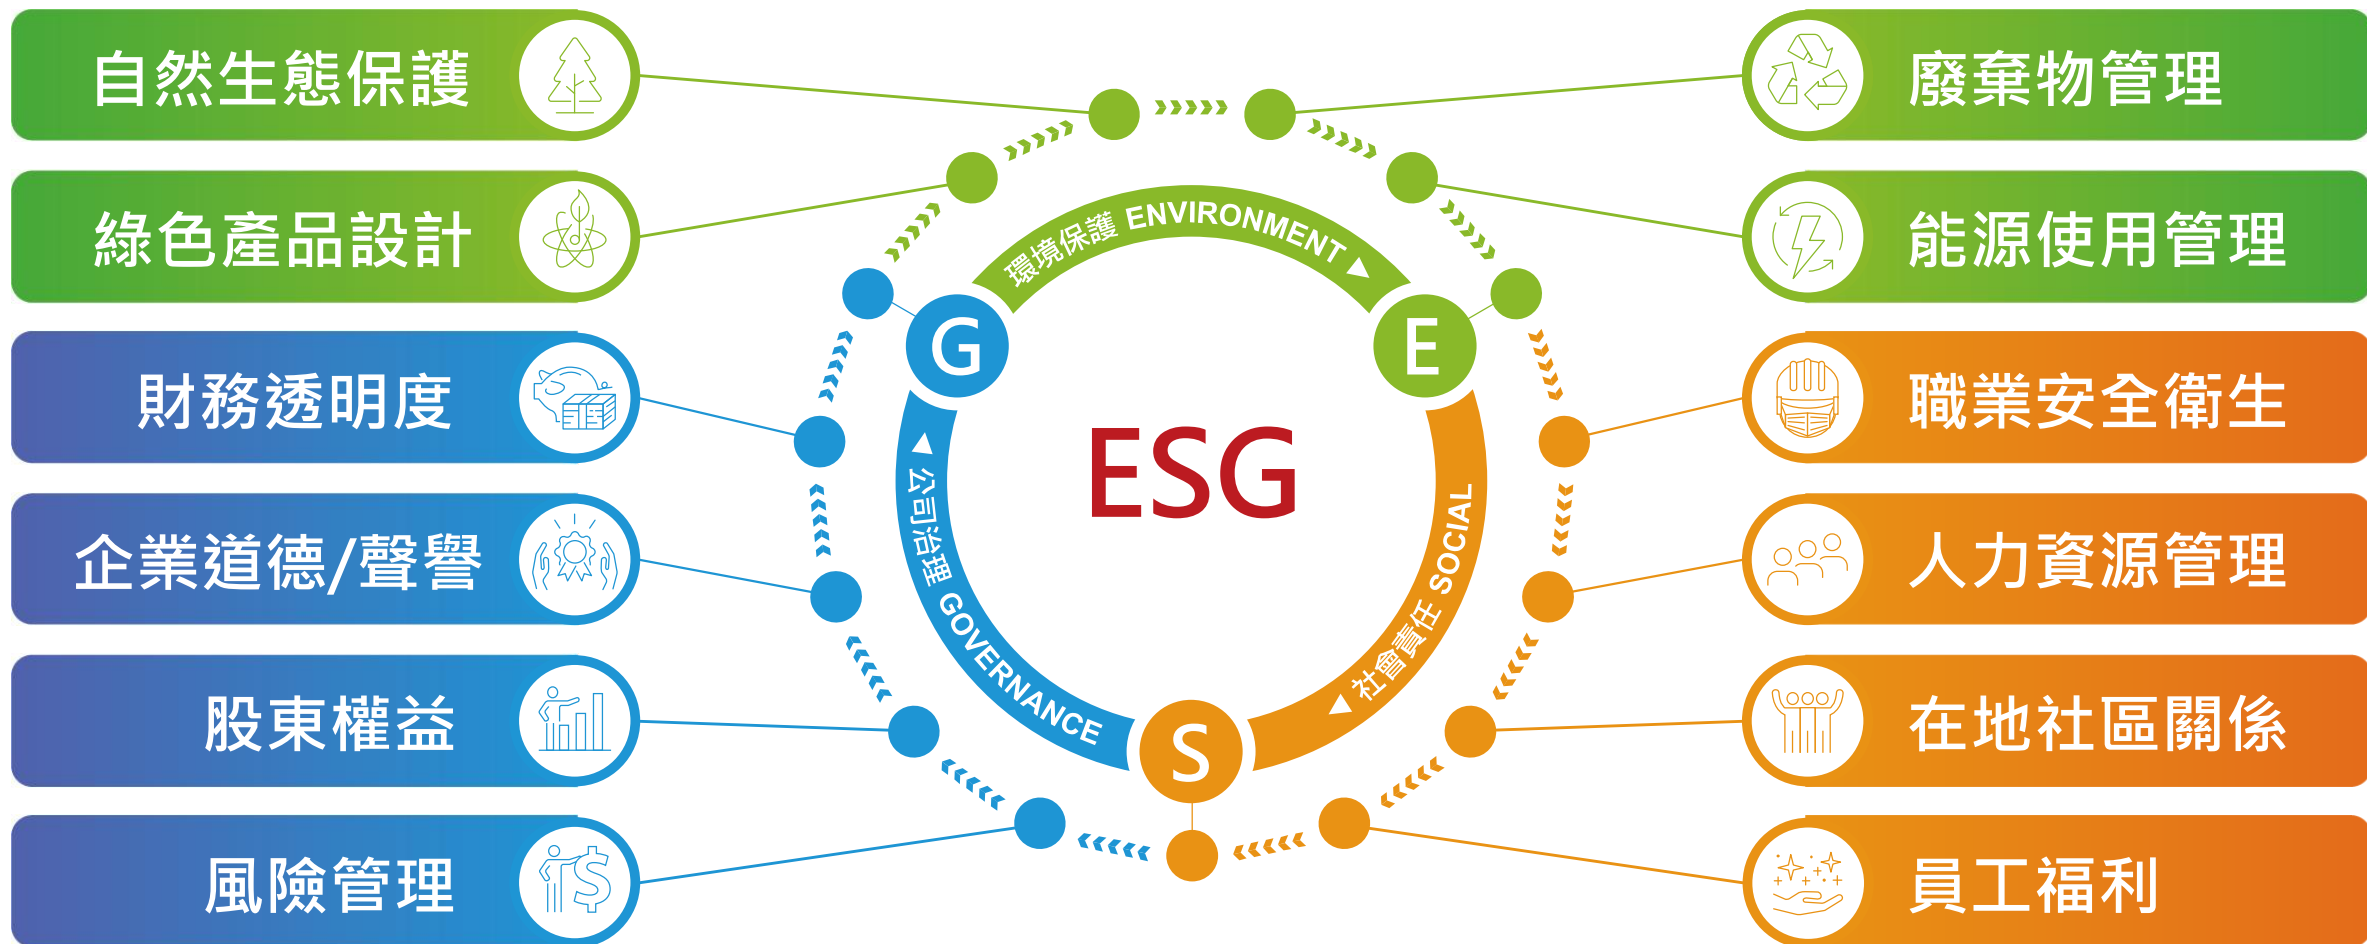 自然生態保護
綠色產品設計
財務透明度
企業道德/聲譽
股東權益
風險管理
環境保護 ENVIRONMENT
G
E
ESG
公司治理 GOVERNANCE
社會責任 SOCIAL
S
廢棄物管理
能源使用管理
職業安全衛生
人力資源管理
在地社區關係
員工福利